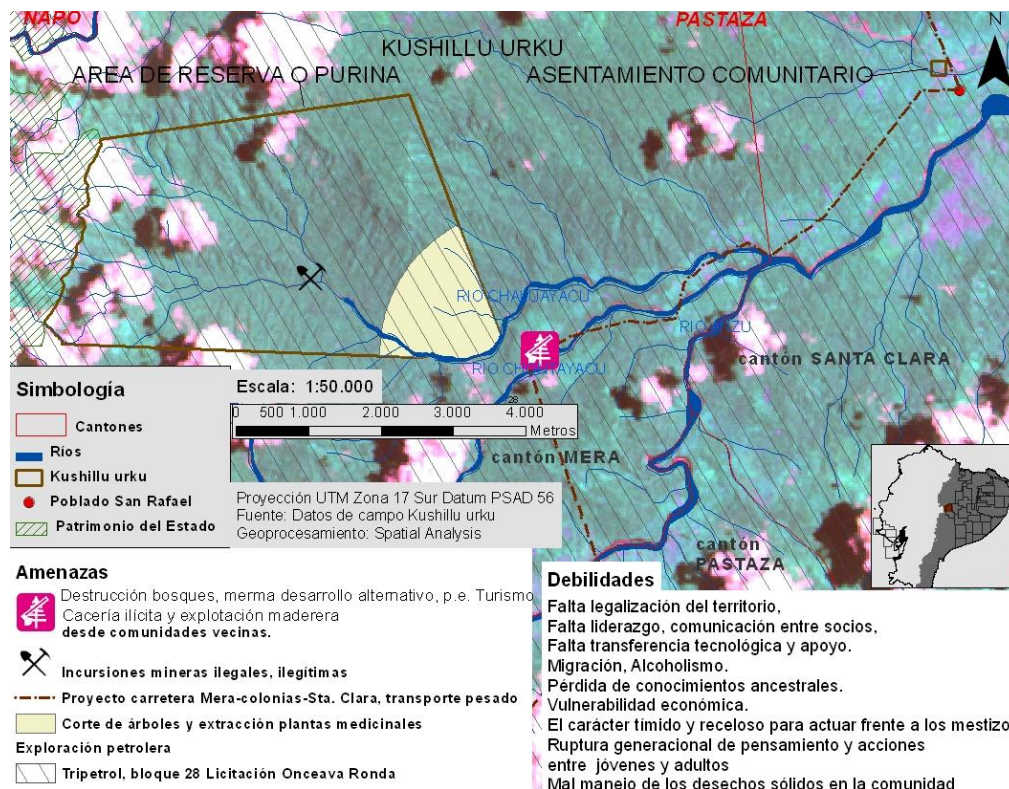 NAPO
PASTAZA
N
KUSHILLU URKU
AREA DE RESERVA O PURINA
ASENTAMIENTO COMUNITARIO
RIO CHALUAYACU
RIO
cantón SANTA CLARA
cantón MERA
cantón
PASTAZA
Simbología
Cantones
Ríos
Kushillu urku
Poblado San Rafael
Patrimonio del Estado
Escala: 1:50.000
28
0 500 1.000 2.000 3.000 4.000
Metros
Proyección UTM Zona 17 Sur Datum PSAD 56
Fuente: Datos de campo Kushillu urku
Geoprocesamiento: Spatial Analysis
Amenazas
Destrucción bosques, merma desarrollo alternativo, p.e. Turismo
Cacería ilícita y explotación maderera
desde comunidades vecinas.
Incursiones mineras ilegales, ilegítimas
Proyecto carretera Mera-colonias-Sta. Clara, transporte pesado
Corte de árboles y extracción plantas medicinales
Exploración petrolera
Tripetrol, bloque 28 Licitación Onceava Ronda
Debilidades
Falta legalización del territorio,
Falta liderazgo, comunicación entre socios,
Falta transferencia tecnológica y apoyo.
Migración, Alcoholismo.
Pérdida de conocimientos ancestrales.
Vulnerabilidad económica.
El carácter tímido y receloso para actuar frente a los mestizo
Ruptura generacional de pensamiento y acciones
entre jóvenes y adultos
Mal manejo de los desechos sólidos en la comunidad